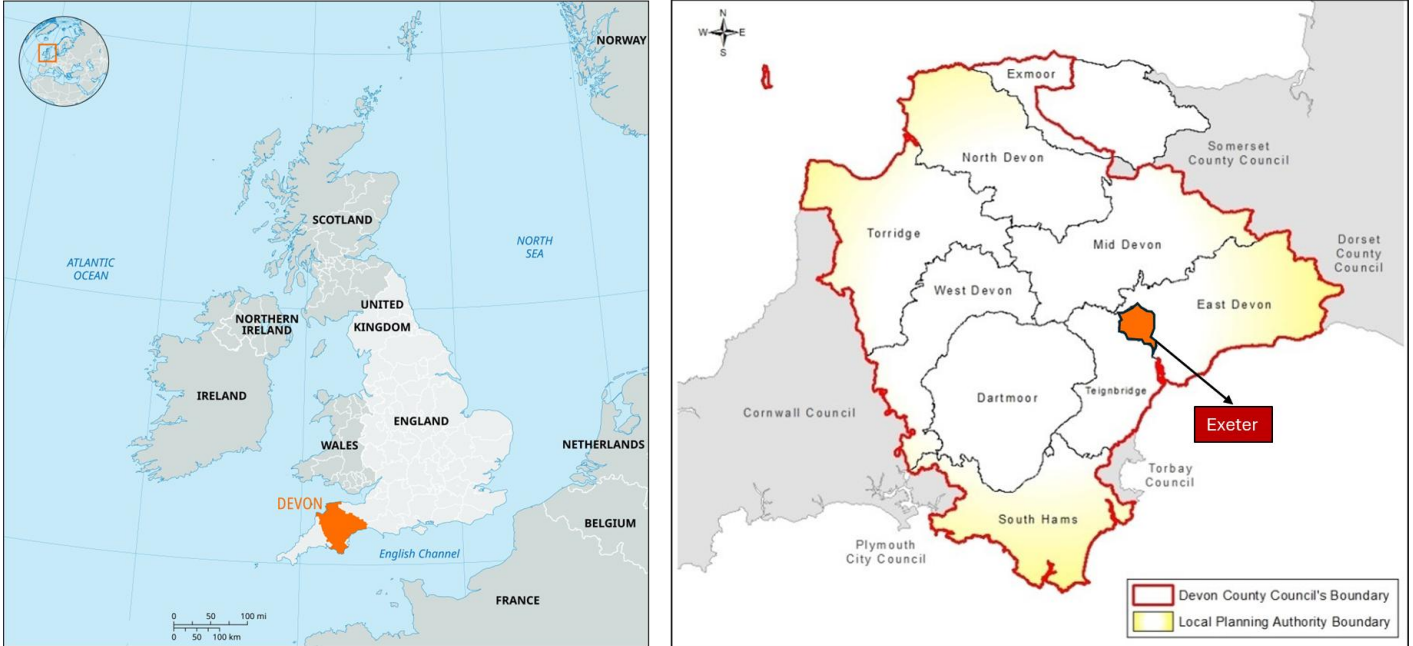 NORWAY
SCOTLAND
NORTH
SEA
ATLANTIC
OCEAN
UNITED
KINGDOM
NORTHERN
IRELAND
IRELAND
ENGLAND
WALES
NETHERLANDS
DEVON
BELGIUM
English Channel
FRANCE
0 50 100 mi
0 50 100 km
N
W E
S
Exmoor
Somerset
County Council
North Devon
Torridge
Mid Devon
Dorset
County
Council
West Devon
East Devon
Dartmoor
Teignbridge
Cornwall Council
Exeter
Torbay
Council
South Hams
Plymouth
City Council
Devon County Council's Boundary
Local Planning Authority Boundary